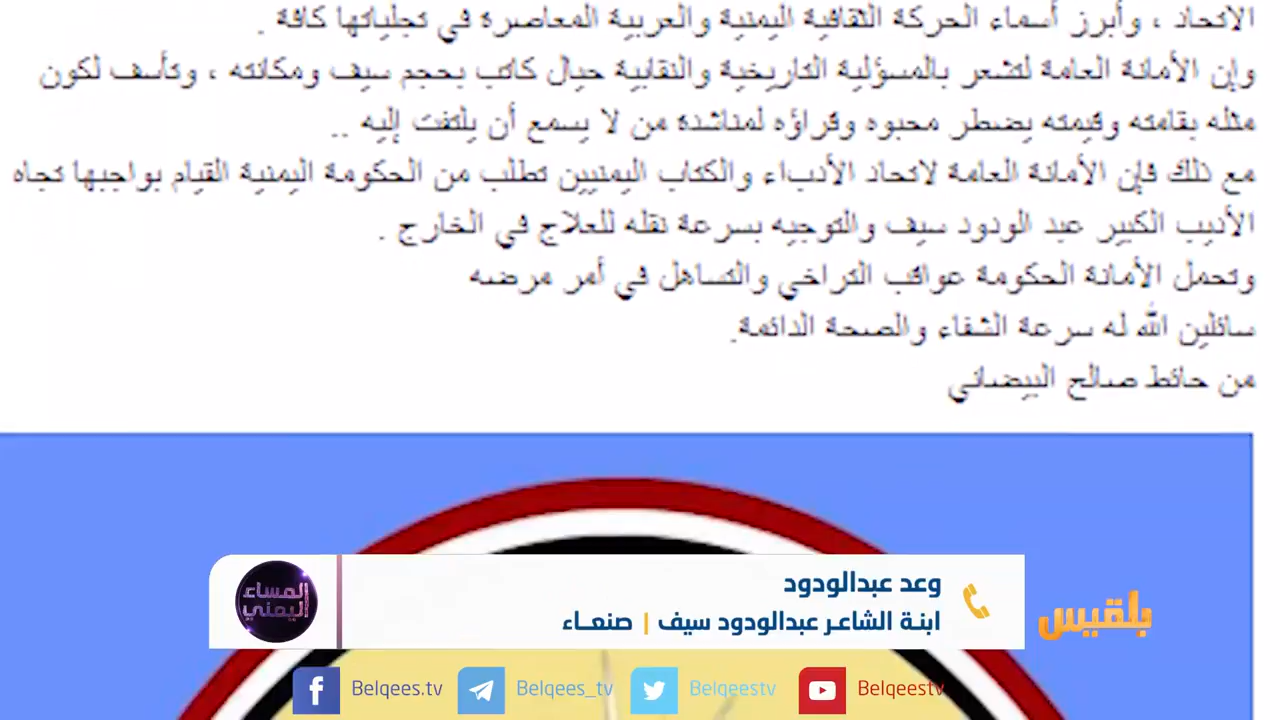 الاتحاد ، وأبرز أسماء الحركة الثقافية اليمنية والعربية المعاصرة في تجلياتها كافة .
وإن الأمانة العامة لتشعر بالمسؤلية التاريخية والنقابية حيال كاتب بحجم سيف ومكانته ، وتأسف لكون
مثله بقامته وقيمته يضطر محبوه وقراؤه لمناشدة من لا يسمع أن يلتفت إليه ..
مع ذلك فإن الأمانة العامة لاتحاد الأدباء والكتاب اليمنيين تطلب من الحكومة اليمنية القيام بواجبها تجاه
الأديب الكبير عبد الودود سيف والتوجيه بسرعة نقله للعلاج في الخارج .
وتحمل الأمانة الحكومة عواقب التراخي والتساهل في أمر مرضه
سائلين الله له سرعة الشفاء والصحة الدائمة.
من حائط صالح البيضاني
وعد عبدالودود
ابنة الشاعر عبدالودود سيف | صنعــاء
المساء اليمني
بلقيس
Belqees.tv Belqees_tv Belqeestv Belqeestv